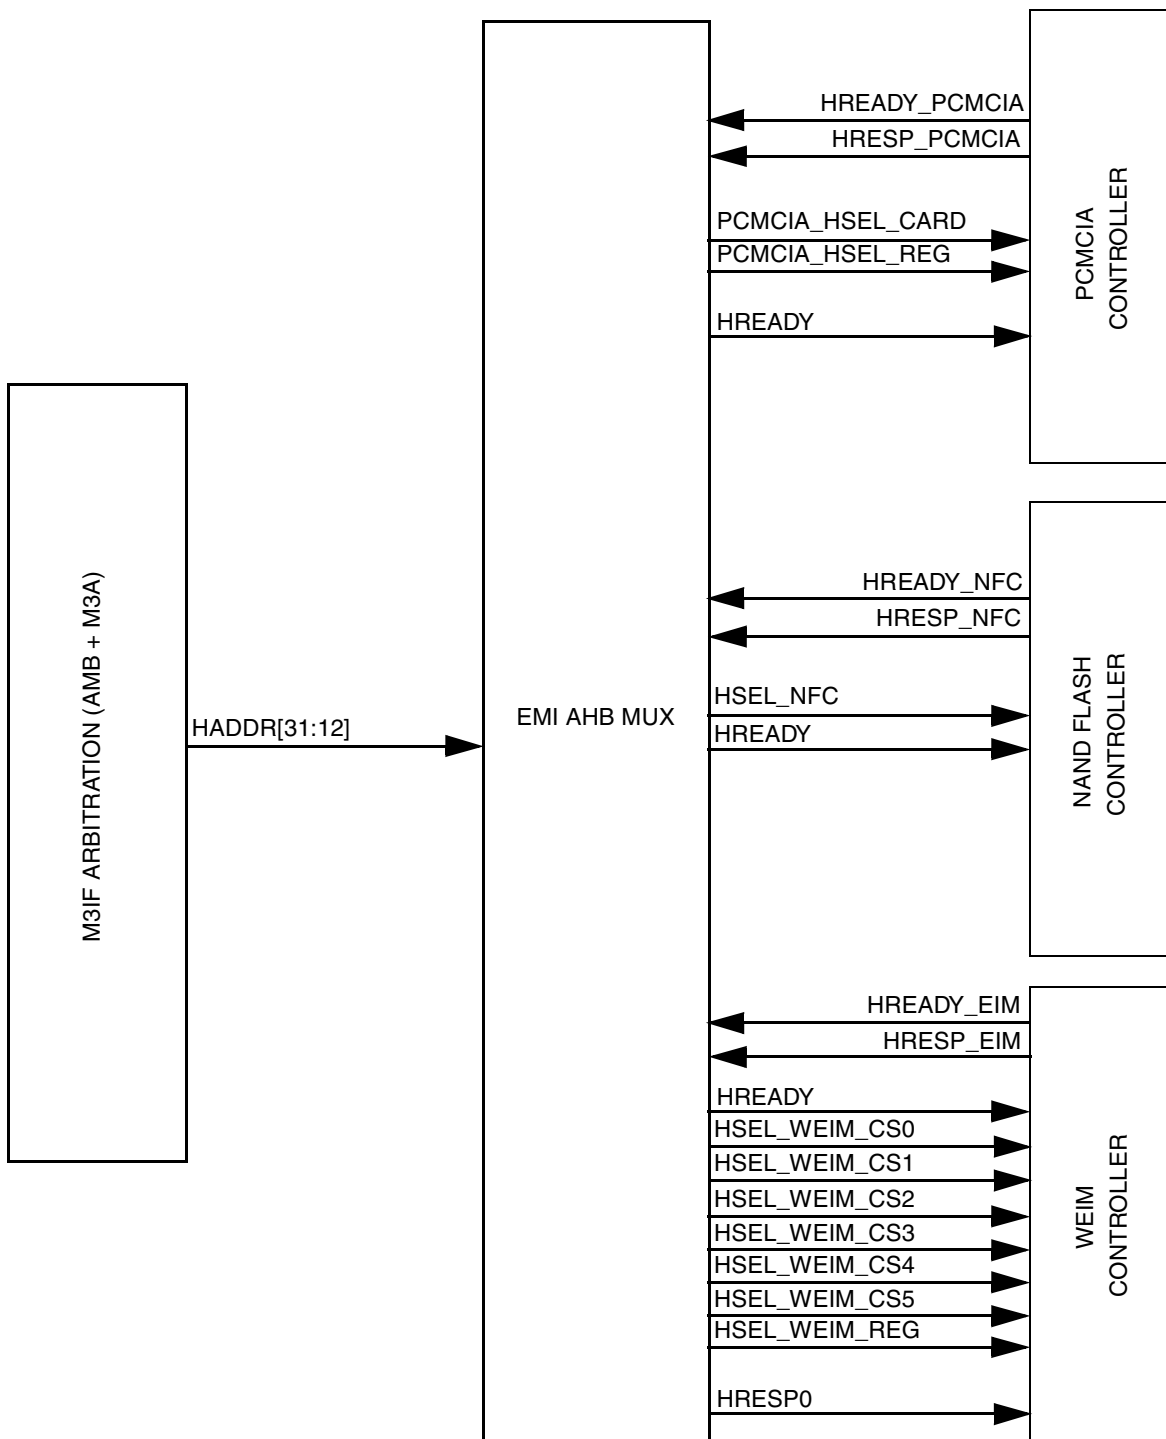 HREADY_PCMCIA
HRESP_PCMCIA
PCMCIA_HSEL_CARD
PCMCIA_HSEL_REG
HREADY
PCMCIA
CONTROLLER
M3IF ARBITRATION (AMB + M3A)
HADDR[31:12]
EMI AHB MUX
HREADY_NFC
HRESP_NFC
HSEL_NFC
HREADY
NAND FLASH
CONTROLLER
HREADY_EIM
HRESP_EIM
HREADY
HSEL_WEIM_CS0
HSEL_WEIM_CS1
HSEL_WEIM_CS2
HSEL_WEIM_CS3
HSEL_WEIM_CS4
HSEL_WEIM_CS5
HSEL_WEIM_REG
HRESP0
WEIM
CONTROLLER